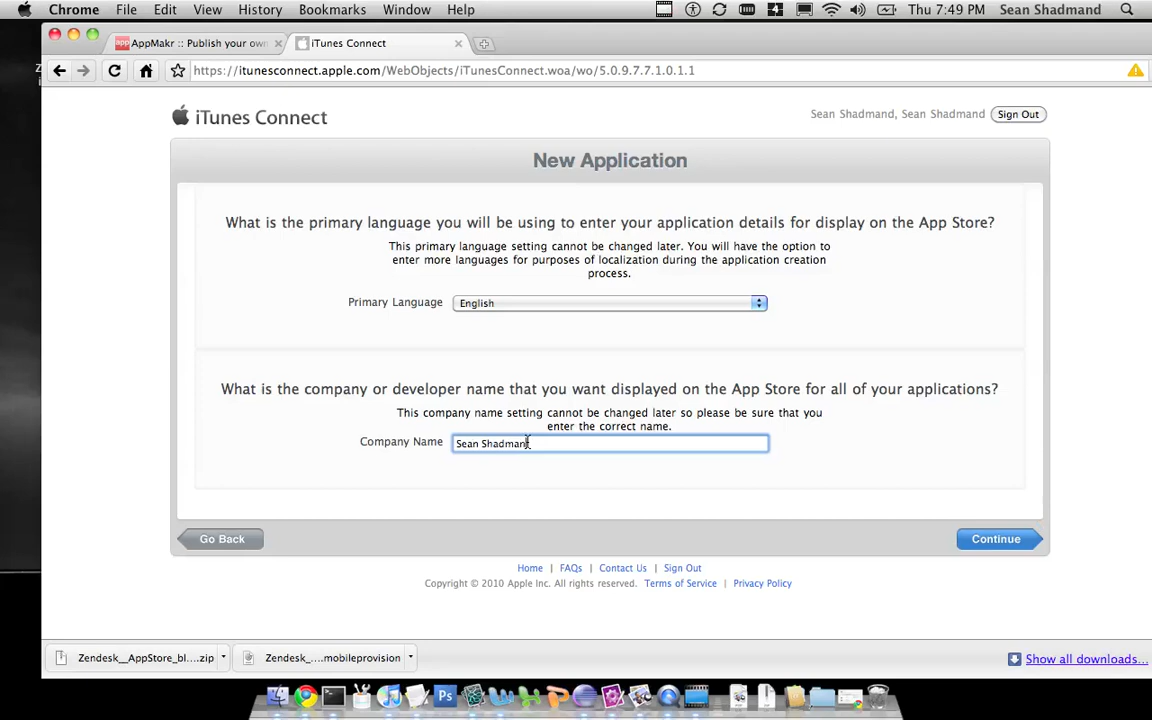 Chrome File Edit View History Bookmarks Window Help Thu 7:49 PM Sean Shadmand
AppMakr :: Publish your own iTunes Connect
https://itunesconnect.apple.com/WebObjects/iTunesConnect.woa/wo/5.0.9.7.7.1.0.1.1
iTunes Connect Sean Shadmand, Sean Shadmand Sign Out
New Application
What is the primary language you will be using to enter your application details for display on the App Store?
This primary language setting cannot be changed later. You will have the option to
enter more languages for purposes of localization during the application creation
process.
Primary Language English
What is the company or developer name that you want displayed on the App Store for all of your applications?
This company name setting cannot be changed later so please be sure that you
enter the correct name.
Company Name Sean Shadmand
Go Back Continue
Home | FAQs | Contact Us | Sign Out
Copyright © 2010 Apple Inc. All rights reserved. Terms of Service | Privacy Policy
Zendesk__AppStore_bl....zip Zendesk_....mobileprovision Show all downloads...